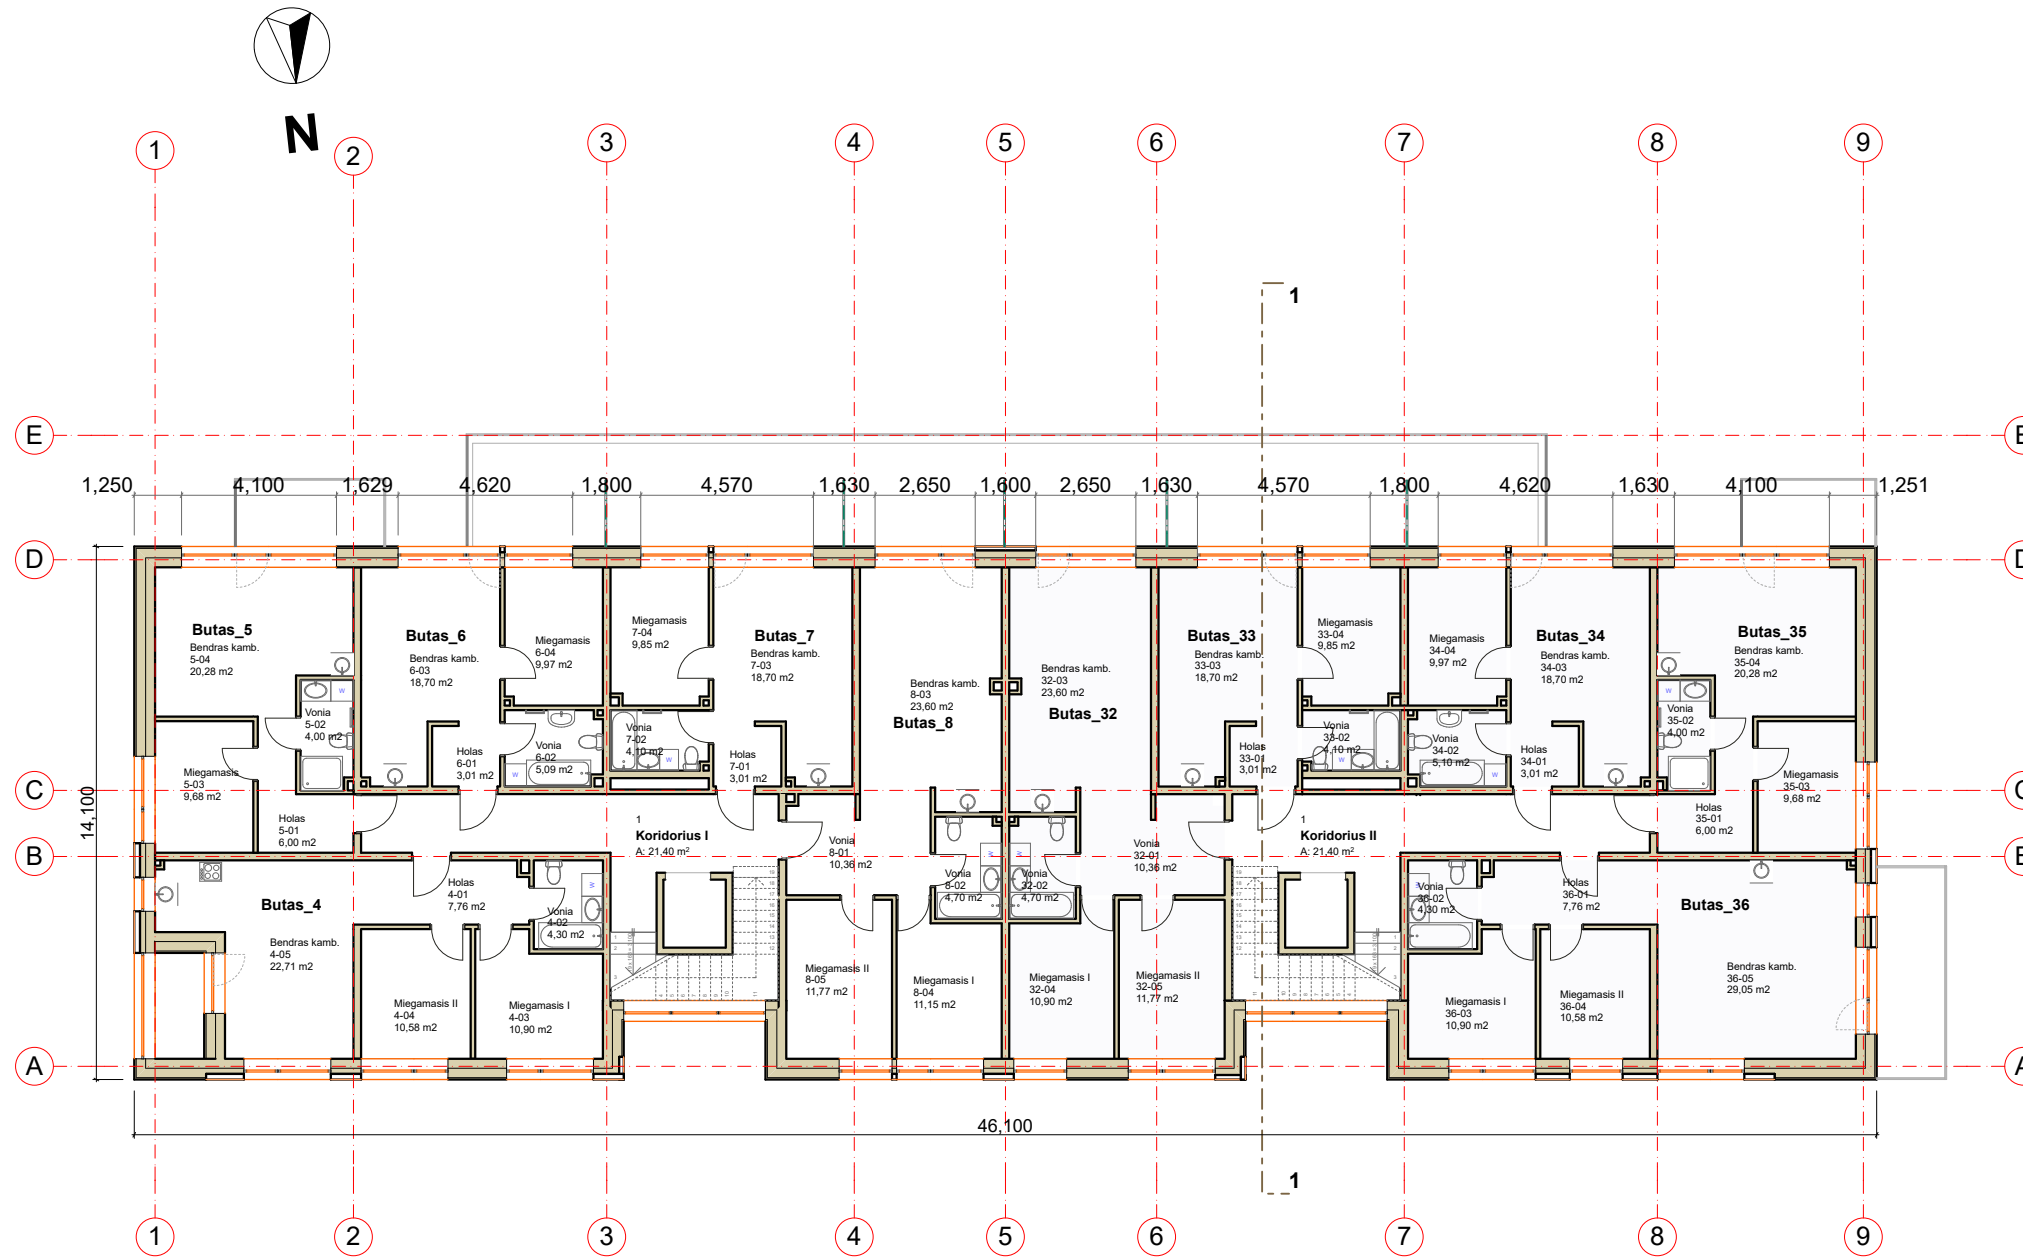 N
1
2
3
4
5
6
7
8
9
1
E
E
1,250
4,100
1,629
4,620
1,800
4,570
1,630
2,650
1,600
2,650
1,630
4,570
1,800
4,620
1,630
4,100
1,251
D
D
14,100
Butas_5
Bendras kamb.
5-04
20,28 m2
Vonia
5-02
4,00 m2
Miegamasis
5-03
9,68 m2
Holas
5-01
6,00 m2
Butas_6
Bendras kamb.
6-03
18,70 m2
Miegamasis
6-04
9,97 m2
Holas
6-01
3,01 m2
Vonia
6-02
5,09 m2
Miegamasis
7-04
9,85 m2
Butas_7
Bendras kamb.
7-03
18,70 m2
Vonia
7-02
4,10 m2
Holas
7-01
3,01 m2
Bendras kamb.
8-03
23,60 m2
Butas_8
Bendras kamb.
32-03
23,60 m2
Butas_32
Butas_33
Bendras kamb.
33-03
18,70 m2
Miegamasis
33-04
9,85 m2
Holas
33-01
3,01 m2
Vonia
33-02
4,10 m2
Miegamasis
34-04
9,97 m2
Butas_34
Bendras kamb.
34-03
18,70 m2
Vonia
34-02
5,10 m2
Holas
34-01
3,01 m2
Butas_35
Bendras kamb.
35-04
20,28 m2
Vonia
35-02
4,00 m2
Miegamasis
35-03
9,68 m2
Holas
35-01
6,00 m2
C
C
1
Koridorius I
A: 21,40 m²
Vonia
8-01
10,36 m2
Vonia
8-02
4,70 m2
Vonia
32-02
4,70 m2
Vonia
32-01
10,36 m2
1
Koridorius II
A: 21,40 m²
B
B
Butas_4
Bendras kamb.
4-05
22,71 m2
Holas
4-01
7,76 m2
Vonia
4-02
4,30 m2
Miegamasis II
4-04
10,58 m2
Miegamasis I
4-03
10,90 m2
Miegamasis II
8-05
11,77 m2
Miegamasis I
8-04
11,15 m2
Miegamasis I
32-04
10,90 m2
Miegamasis II
32-05
11,77 m2
Vonia
36-02
4,30 m2
Holas
36-01
7,76 m2
Butas_36
Bendras kamb.
36-05
29,05 m2
Miegamasis I
36-03
10,90 m2
Miegamasis II
36-04
10,58 m2
A
A
46,100
1
1
2
3
4
5
6
7
8
9